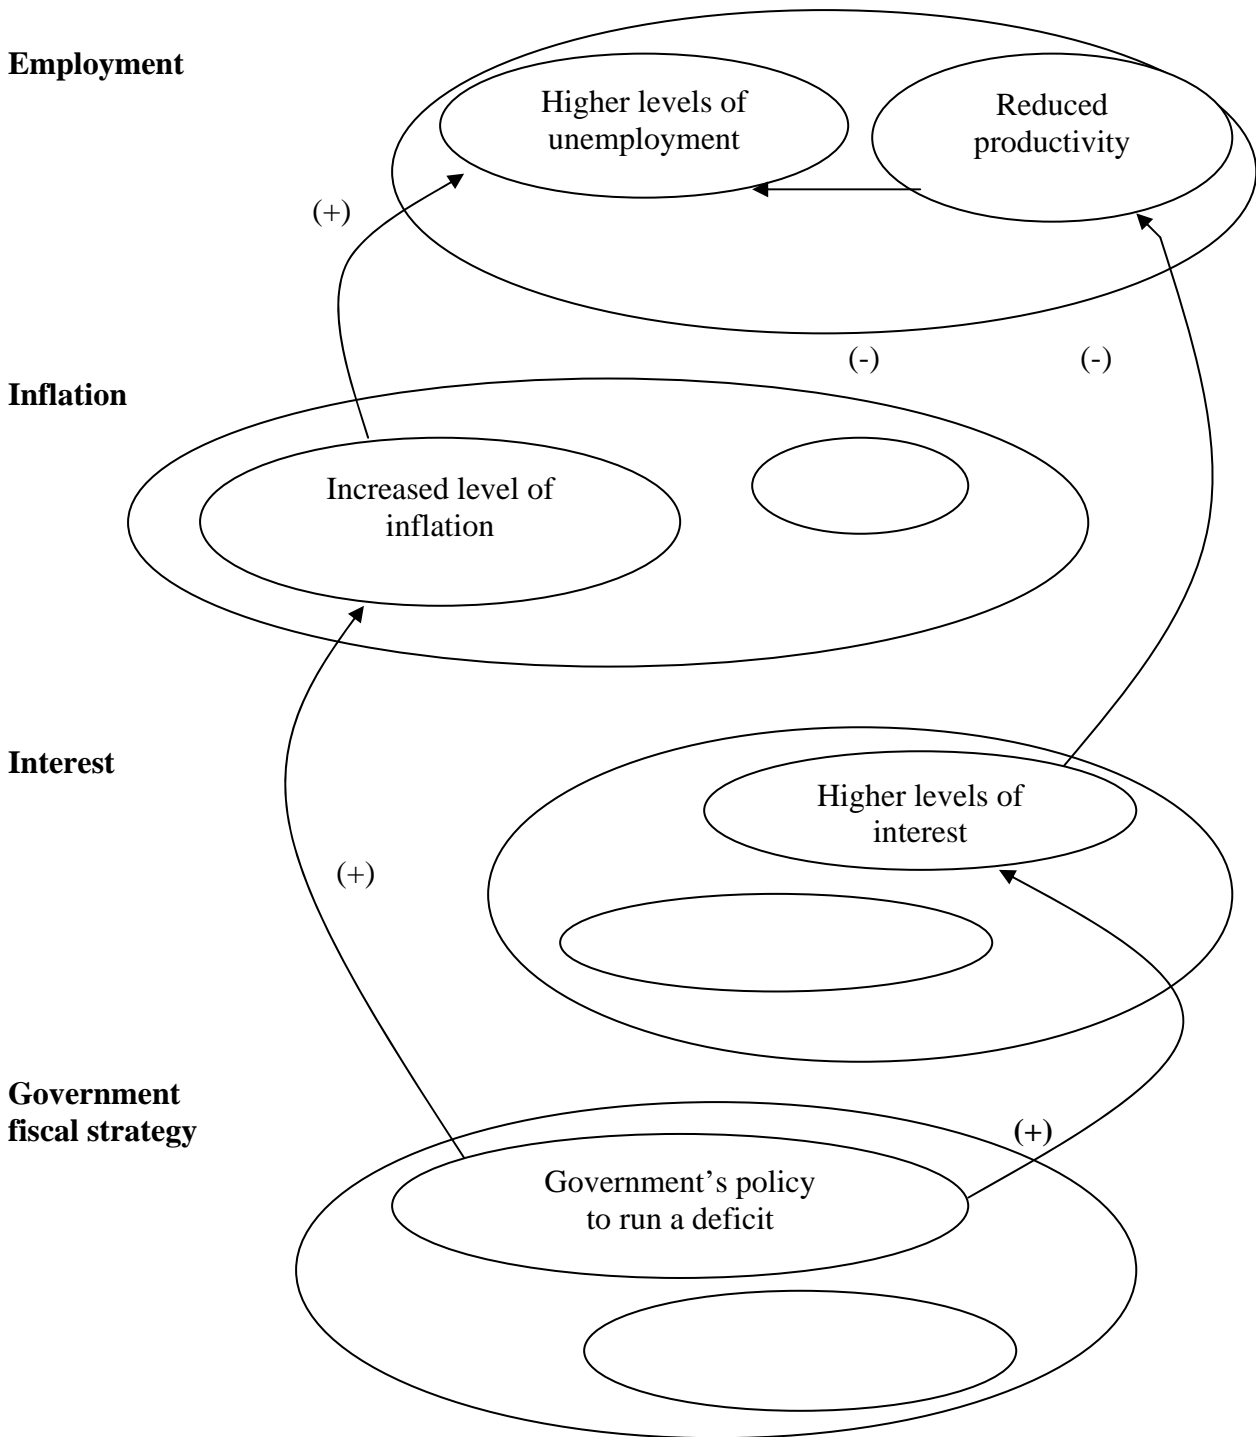 Employment
Higher levels of
unemployment
Reduced
productivity
(+)
(-)
(-)
Inflation
Increased level of
inflation
Interest
Higher levels of
interest
(+)
Government
fiscal strategy
(+)
Government’s policy
to run a deficit